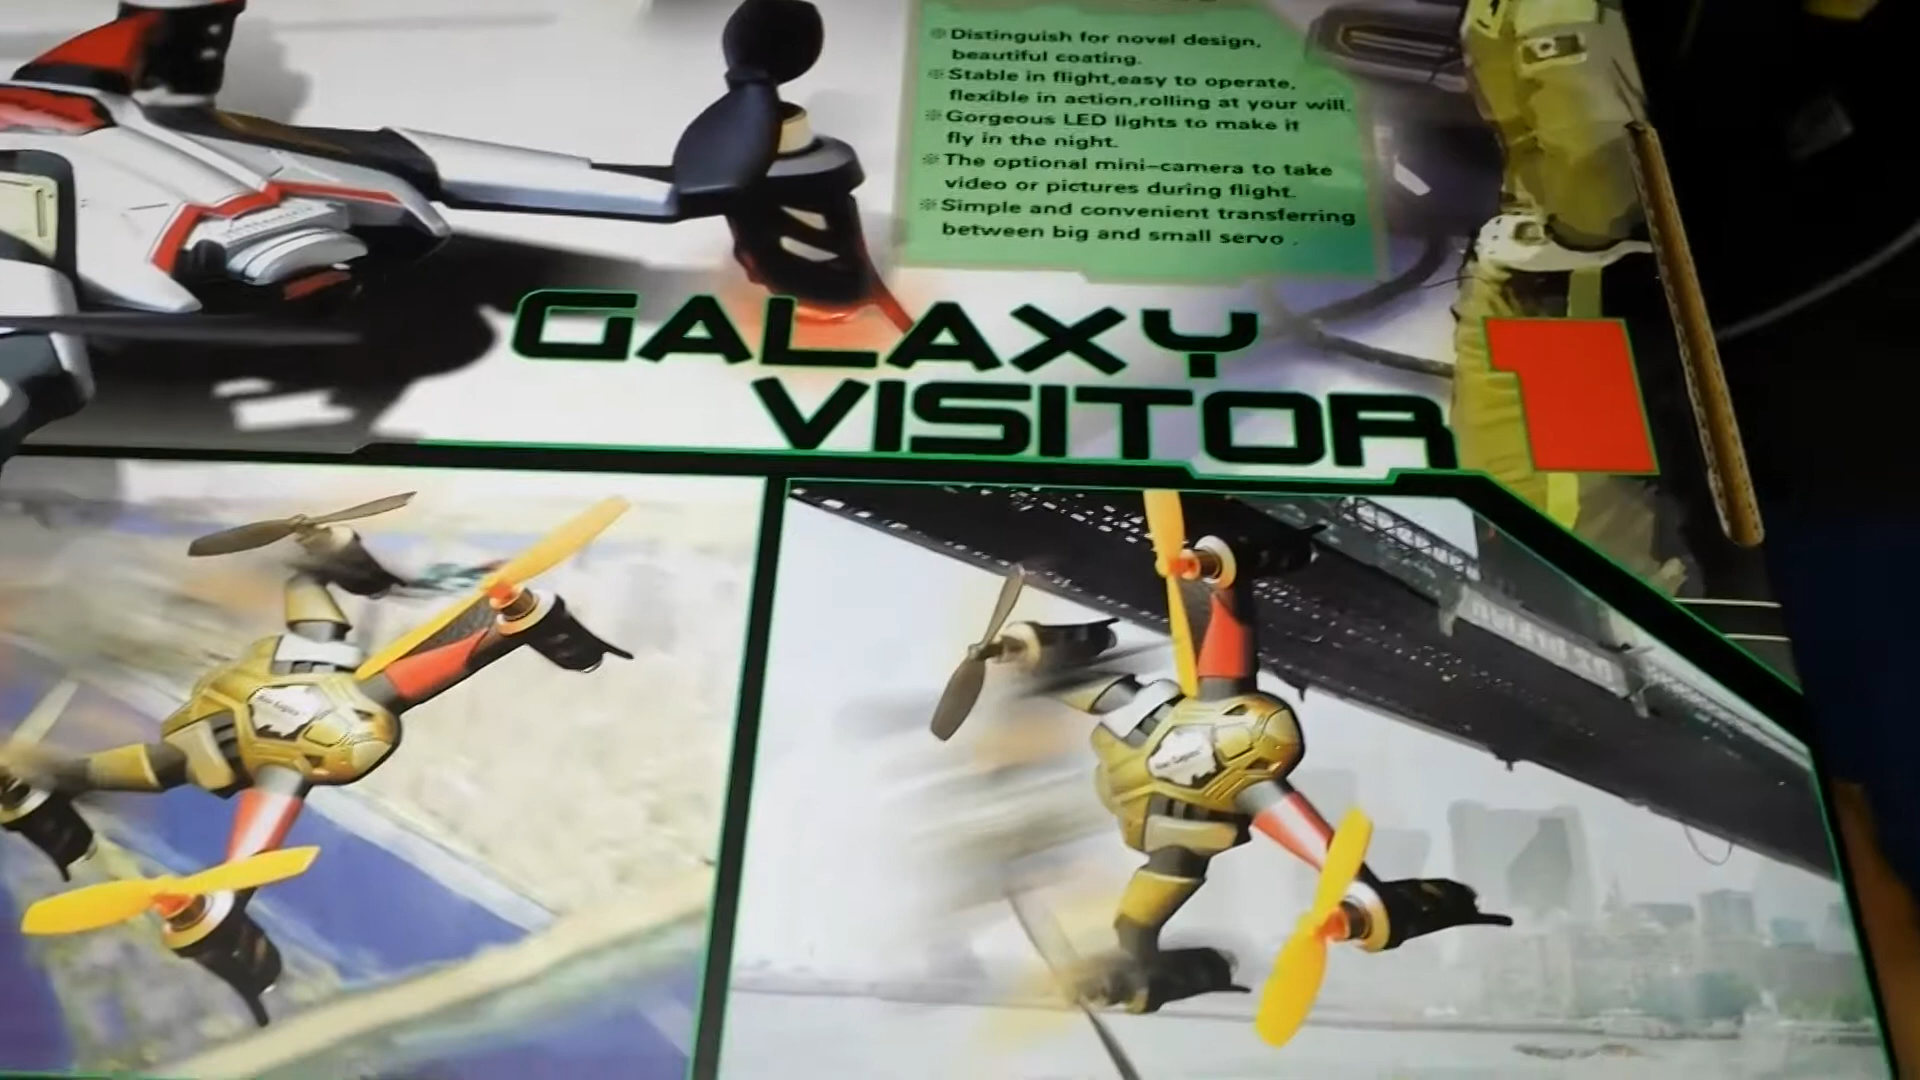 ※Distinguish for novel design,
beautiful coating.
※Stable in flight,easy to operate,
flexible in action,rolling at your will.
※Gorgeous LED lights to make it
fly in the night.
※The optional mini-camera to take
video or pictures during flight.
※Simple and convenient transferring
between big and small servo .
GALAXY
VISITOR 1